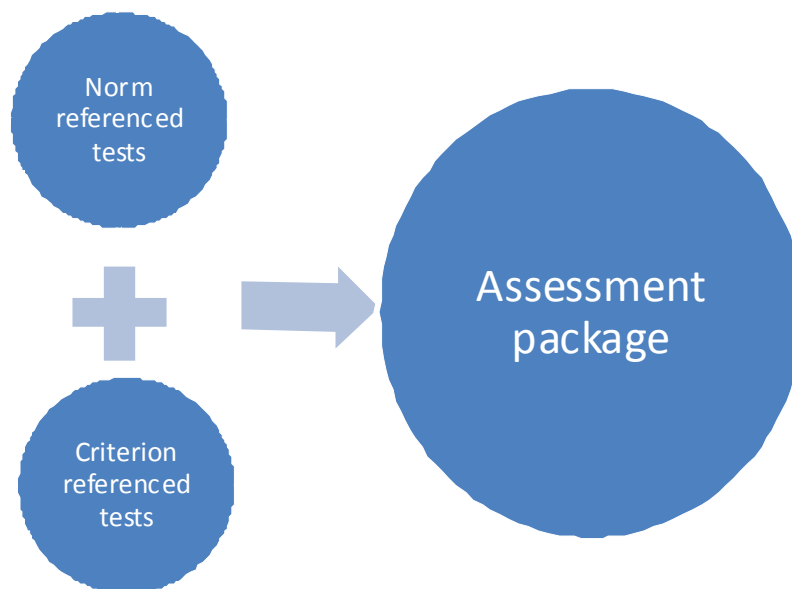 Norm
referenced
tests
Criterion
referenced
tests
Assessment
package